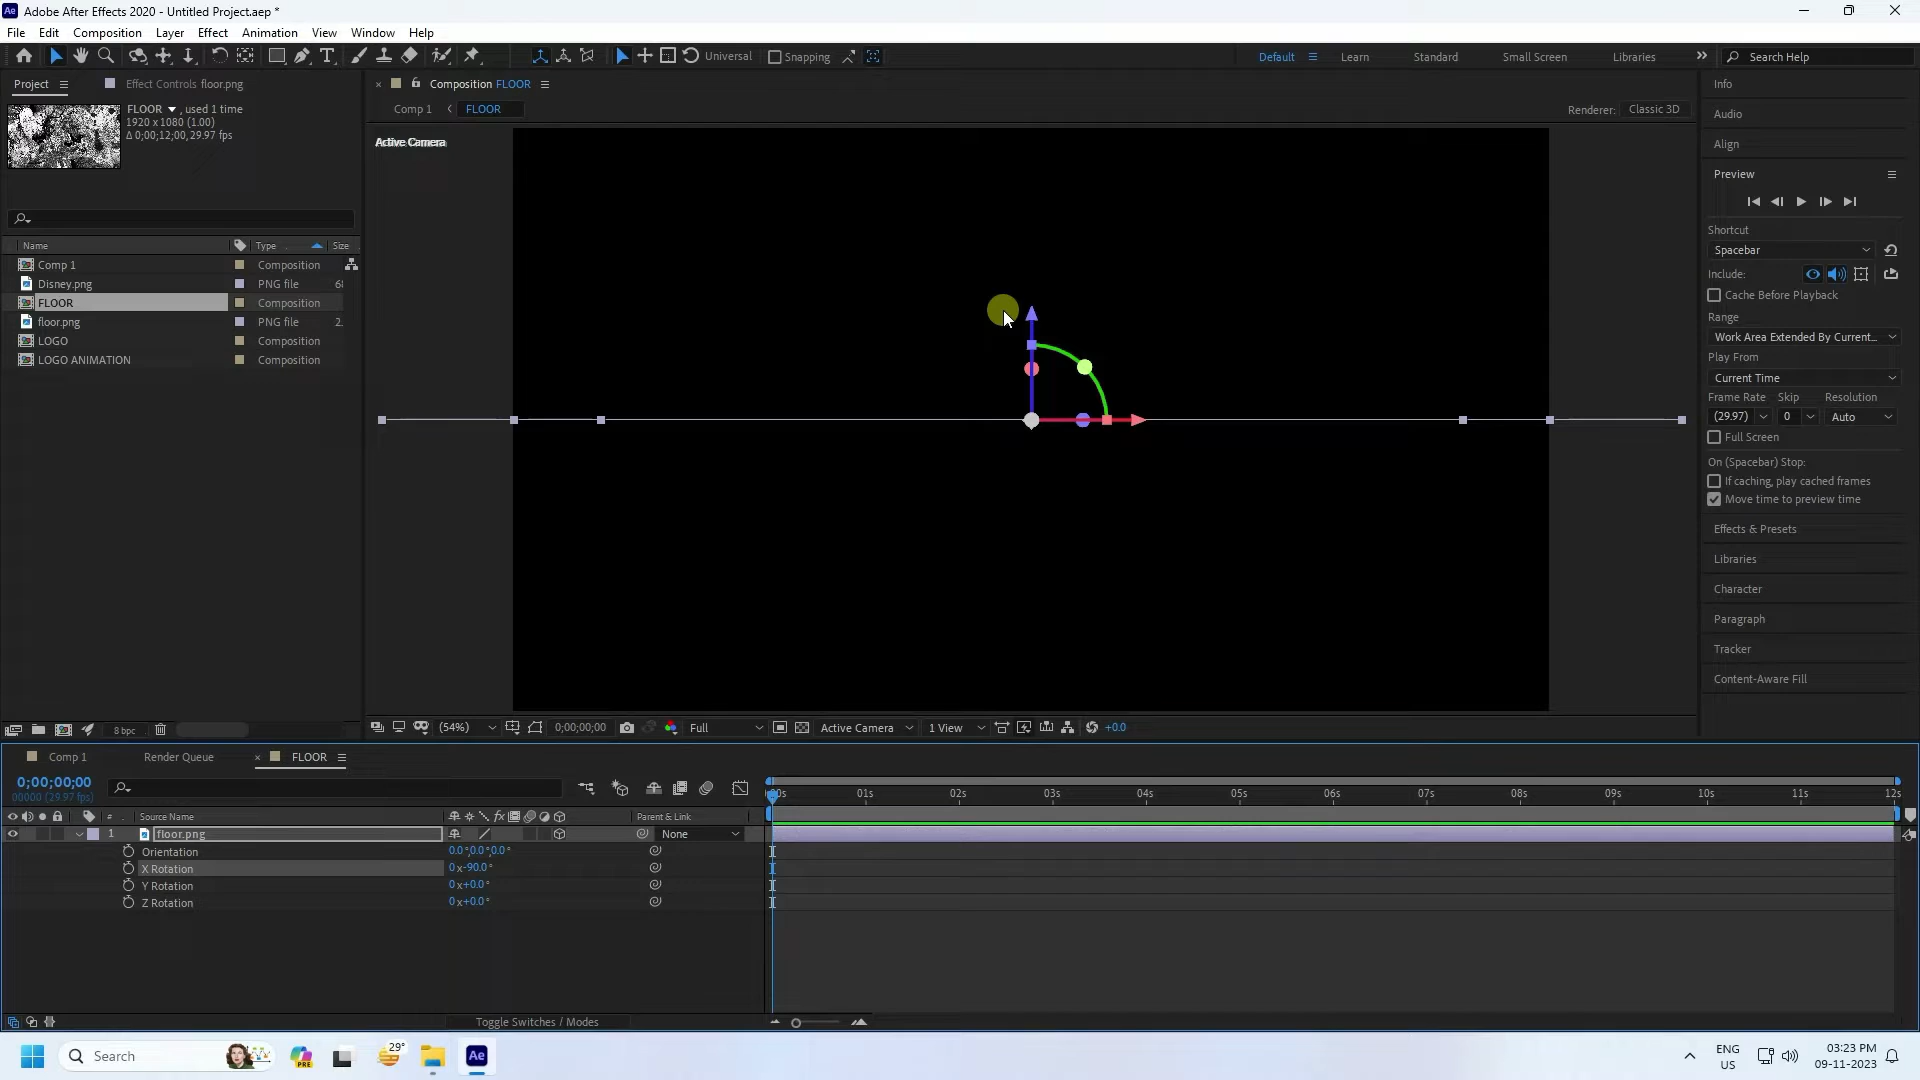 Ae Adobe After Effects 2020 - Untitled Project.aep *
File Edit Composition Layer Effect Animation View Window Help
Universal Snapping Default Learn Standard Small Screen Libraries Search Help
Project Effect Controls floor.png
Composition FLOOR
Info
FLOOR , used 1 time
1920 x 1080 (1.00)
Δ 0;00;12;00, 29.97 fps
Comp 1 FLOOR
Renderer: Classic 3D
Audio
Active Camera
Align
Preview
Shortcut
Spacebar
Include:
Cache Before Playback
Range
Work Area Extended By Current...
Play From
Current Time
Frame Rate Skip Resolution
(29.97) 0 Auto
Full Screen
On (Spacebar) Stop:
If caching, play cached frames
Move time to preview time
Effects & Presets
Libraries
Character
Paragraph
Tracker
Content-Aware Fill
Name Type Size
Comp 1 Composition
Disney.png PNG file
FLOOR Composition
floor.png PNG file 2.
LOGO Composition
LOGO ANIMATION Composition
8 bpc
(54%) 0;00;00;00 Full Active Camera 1 View +0.0
Comp 1 Render Queue FLOOR
0;00;00;00
00000 (29.97 fps)
01s 02s 03s 04s 05s 06s 07s 08s 09s 10s 11s 12s
# Source Name fx Parent & Link
1 floor.png None
Orientation 0.0°,0.0°,0.0°
X Rotation 0x-90.0°
Y Rotation 0x+0.0°
Z Rotation 0x+0.0°
Toggle Switches / Modes
Search
PRE
29°
Ae
ENG
US
03:23 PM
09-11-2023